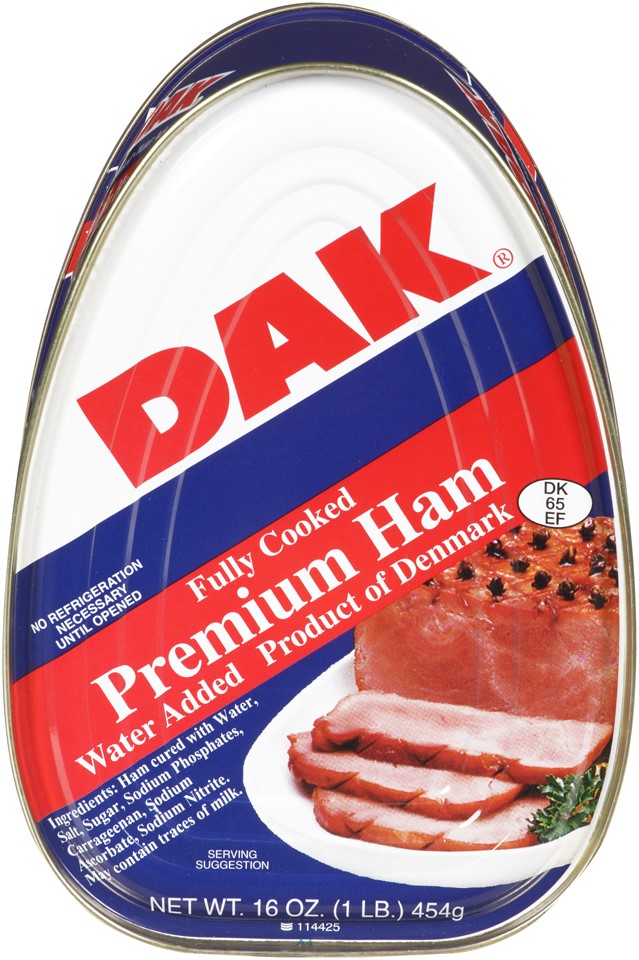 DAK®
DK
65
EF
Fully Cooked
Premium Ham
Water Added Product of Denmark
NO REFRIGERATION
NECESSARY
UNTIL OPENED
Ingredients: Ham cured with Water,
Salt, Sugar, Sodium Phosphates,
Carrageenan, Sodium
Ascorbate, Sodium Nitrite.
May contain traces of milk.
SERVING
SUGGESTION
NET WT. 16 OZ. (1 LB.) 454g
114425